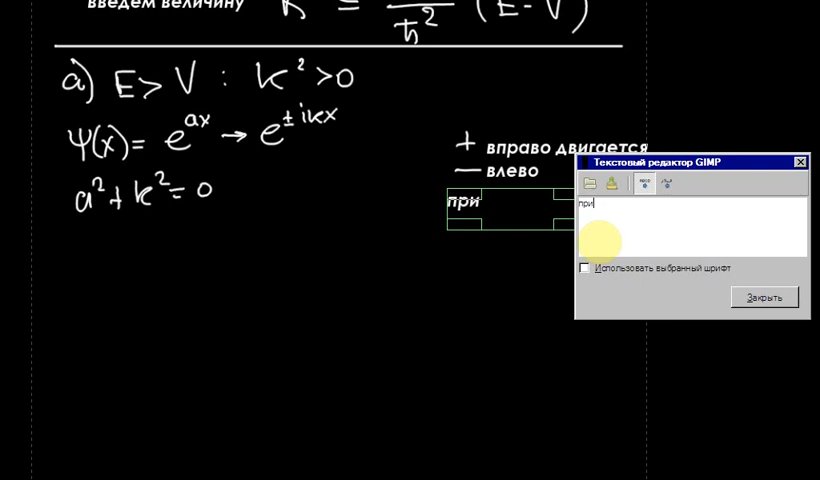 введем величину k = ħ² (E - V)
а) E > V : k² > 0
ψ(x) = e^{ax} → e^{± ikx}
a² + k² = 0
+ вправо двигается
— влево
при
Текстовый редактор GIMP
при
Использовать выбранный шрифт
Закрыть